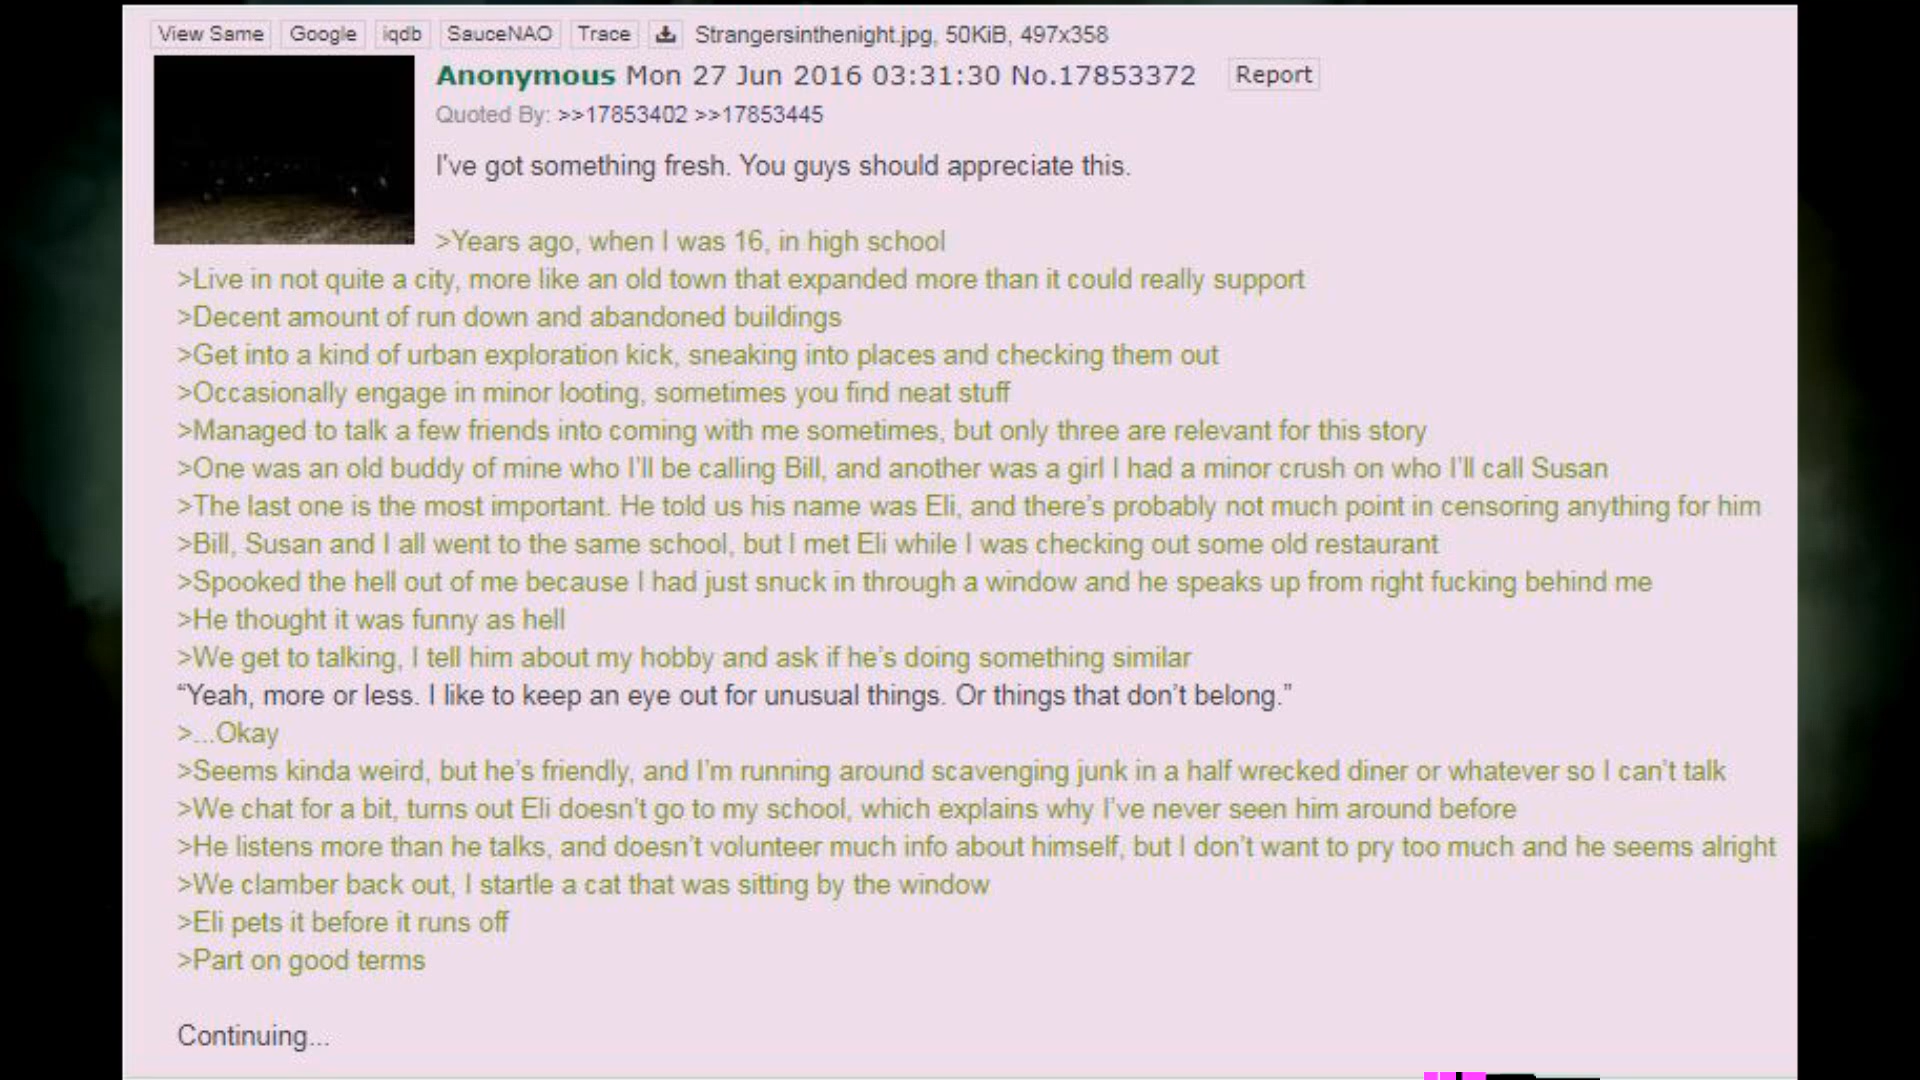 View Same Google iqdb SauceNAO Trace Strangersinthenight.jpg, 50KiB, 497x358
Anonymous Mon 27 Jun 2016 03:31:30 No.17853372 Report
Quoted By: >>17853402 >>17853445
I've got something fresh. You guys should appreciate this.
>Years ago, when I was 16, in high school
>Live in not quite a city, more like an old town that expanded more than it could really support
>Decent amount of run down and abandoned buildings
>Get into a kind of urban exploration kick, sneaking into places and checking them out
>Occasionally engage in minor looting, sometimes you find neat stuff
>Managed to talk a few friends into coming with me sometimes, but only three are relevant for this story
>One was an old buddy of mine who I'll be calling Bill, and another was a girl I had a minor crush on who I'll call Susan
>The last one is the most important. He told us his name was Eli, and there's probably not much point in censoring anything for him
>Bill, Susan and I all went to the same school, but I met Eli while I was checking out some old restaurant
>Spooked the hell out of me because I had just snuck in through a window and he speaks up from right fucking behind me
>He thought it was funny as hell
>We get to talking, I tell him about my hobby and ask if he's doing something similar
“Yeah, more or less. I like to keep an eye out for unusual things. Or things that don't belong.”
>...Okay
>Seems kinda weird, but he's friendly, and I'm running around scavenging junk in a half wrecked diner or whatever so I can't talk
>We chat for a bit, turns out Eli doesn't go to my school, which explains why I've never seen him around before
>He listens more than he talks, and doesn't volunteer much info about himself, but I don't want to pry too much and he seems alright
>We clamber back out, I startle a cat that was sitting by the window
>Eli pets it before it runs off
>Part on good terms
Continuing...